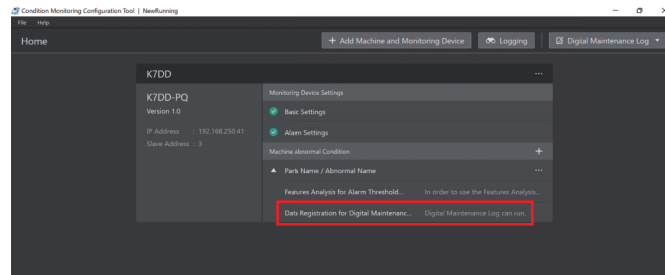 Condition Monitoring Configuration Tool | NewRunning
File Help
Home
+ Add Machine and Monitoring Device
Logging
Digital Maintenance Log
K7DD
K7DD-PQ
Version 1.0
IP Address : 192.168.250.41
Slave Address : 3
Monitoring Device Settings
Basic Settings
Alarm Settings
Machine abnormal Condition
Parts Name / Abnormal Name
Features Analysis for Alarm Threshold... In order to use the Features Analysis...
Data Registration for Digital Maintenanc... Digital Maintenance Log can run.